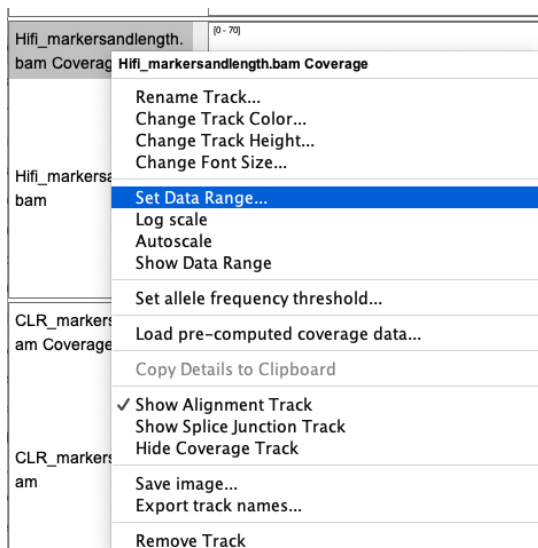 Hifi_markersandlength.
bam Coverag
[0 - 70]
Hifi_markersandlength.bam Coverage
Rename Track...
Change Track Color...
Change Track Height...
Change Font Size...
Set Data Range...
Log scale
Autoscale
Show Data Range
Set allele frequency threshold...
Load pre-computed coverage data...
Copy Details to Clipboard
✓ Show Alignment Track
Show Splice Junction Track
Hide Coverage Track
Save image...
Export track names...
Remove Track
Hifi_markersa
bam
CLR_markers
am Coverage
CLR_markers
am